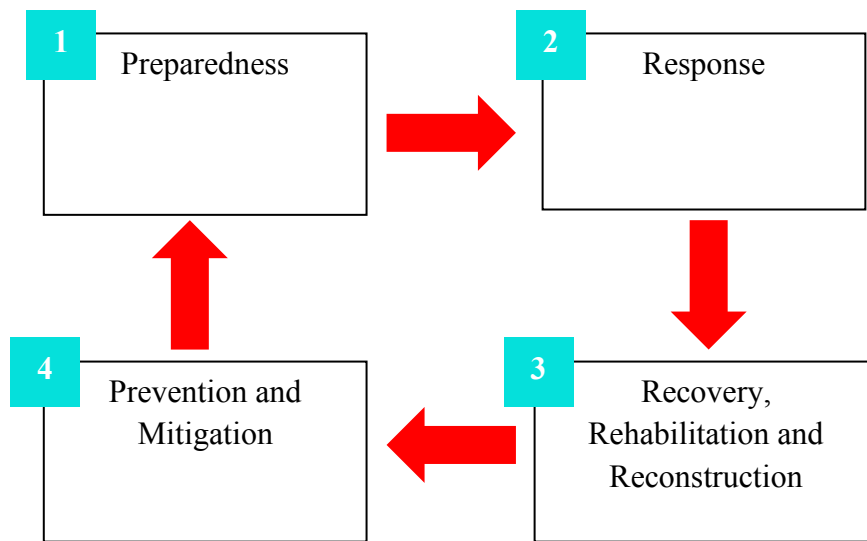 1
Preparedness
2
Response
3
Recovery,
Rehabilitation and
Reconstruction
4
Prevention and
Mitigation